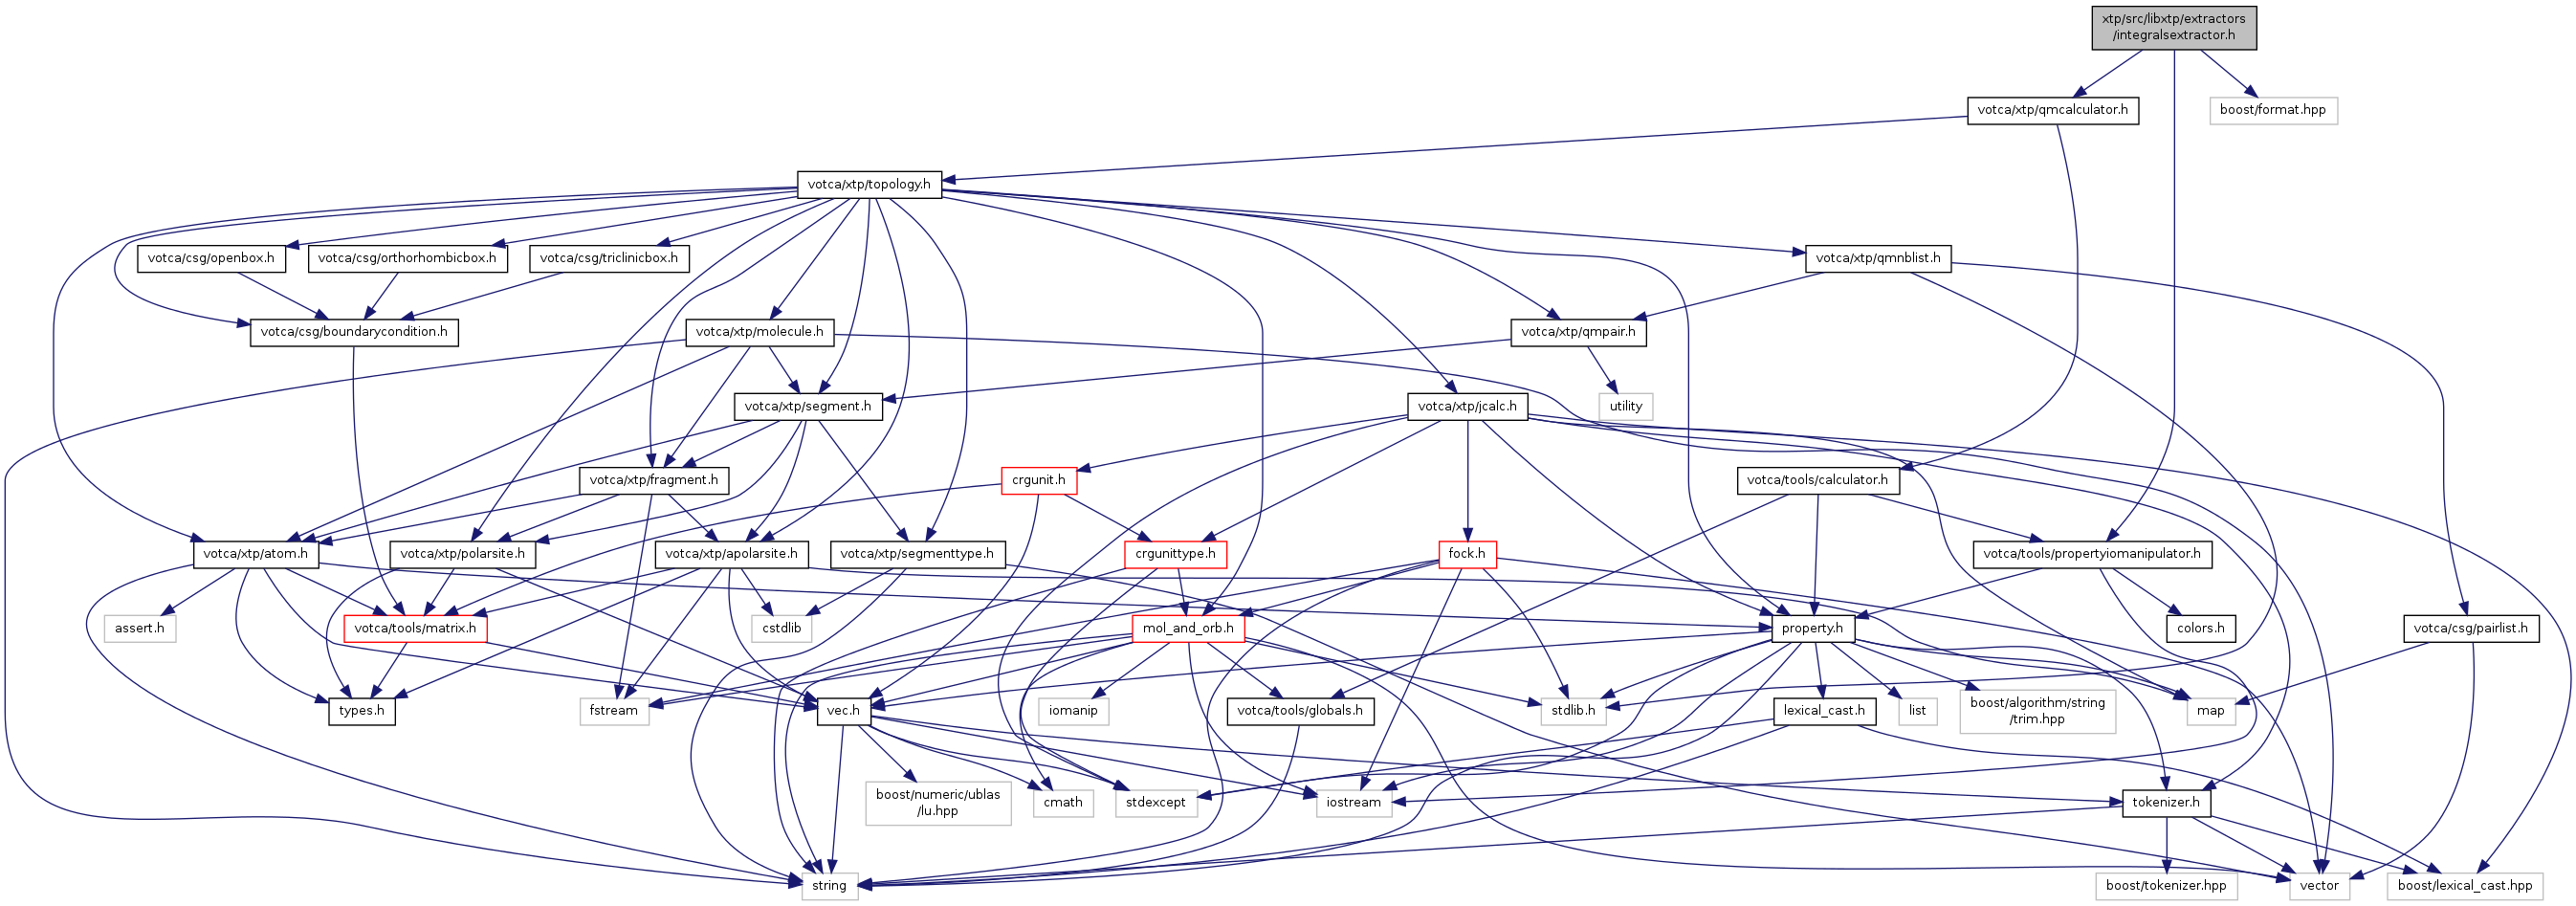 xtp/src/libxtp/extractors
/integralsextractor.h
votca/xtp/qmcalculator.h
boost/format.hpp
votca/xtp/topology.h
votca/csg/openbox.h
votca/csg/orthorhombicbox.h
votca/csg/triclinicbox.h
votca/xtp/qmnblist.h
votca/csg/boundarycondition.h
votca/xtp/molecule.h
votca/xtp/qmpair.h
votca/xtp/segment.h
votca/xtp/jcalc.h
utility
votca/xtp/fragment.h
crgunit.h
votca/tools/calculator.h
votca/xtp/atom.h
votca/xtp/polarsite.h
votca/xtp/apolarsite.h
votca/xtp/segmenttype.h
crgunittype.h
fock.h
votca/tools/propertyiomanipulator.h
assert.h
votca/tools/matrix.h
cstdlib
mol_and_orb.h
property.h
colors.h
votca/csg/pairlist.h
types.h
fstream
vec.h
iomanip
votca/tools/globals.h
stdlib.h
lexical_cast.h
list
boost/algorithm/string
/trim.hpp
map
boost/numeric/ublas
/lu.hpp
cmath
stdexcept
iostream
tokenizer.h
string
boost/tokenizer.hpp
vector
boost/lexical_cast.hpp